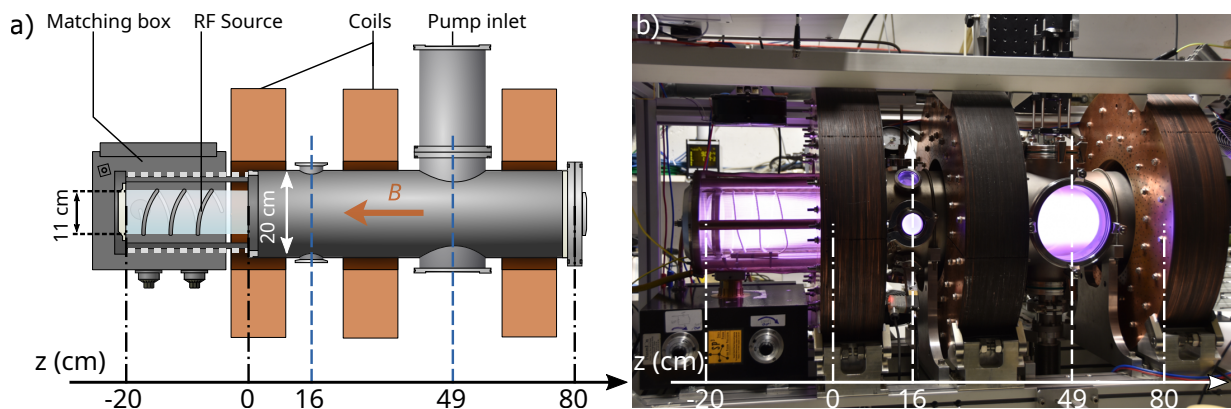 a)
Matching box
RF Source
Coils
Pump inlet
11 cm
20 cm
B
z (cm)
-20
0
16
49
80
b)
z (cm)
-20
0
16
49
80